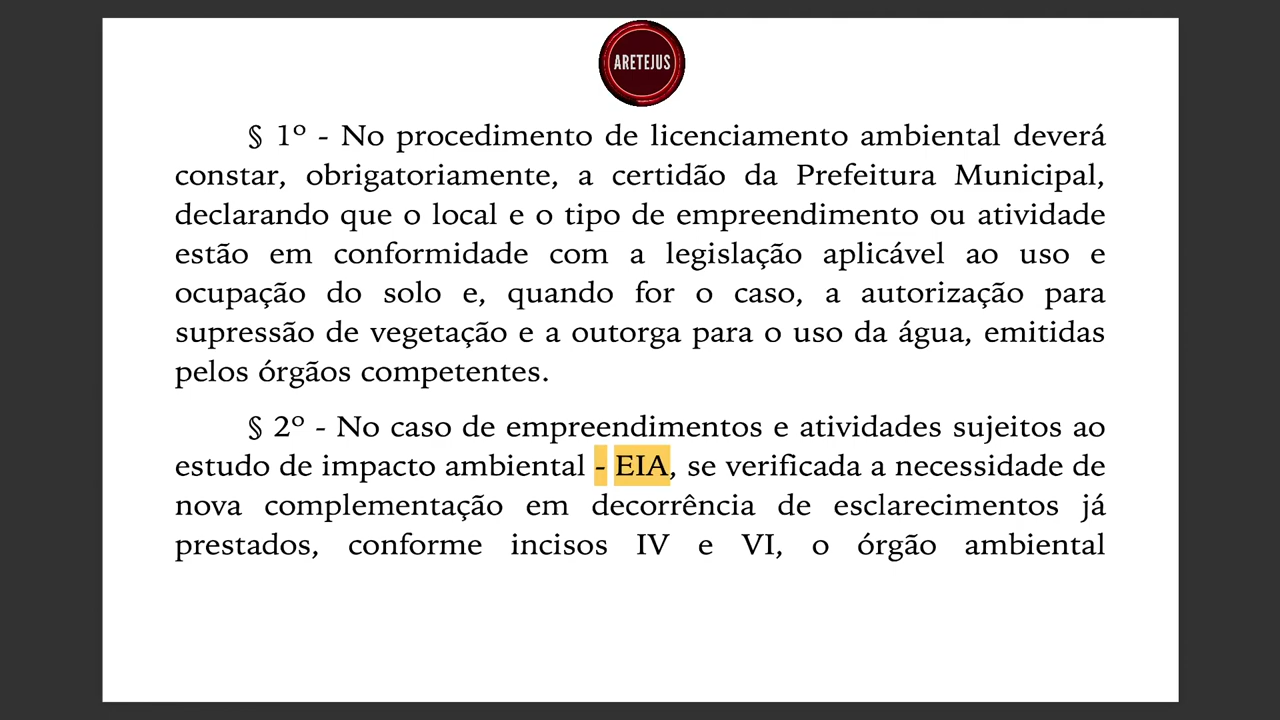 ARETEJUS
§ 1º - No procedimento de licenciamento ambiental deverá
constar, obrigatoriamente, a certidão da Prefeitura Municipal,
declarando que o local e o tipo de empreendimento ou atividade
estão em conformidade com a legislação aplicável ao uso e
ocupação do solo e, quando for o caso, a autorização para
supressão de vegetação e a outorga para o uso da água, emitidas
pelos órgãos competentes.
§ 2º - No caso de empreendimentos e atividades sujeitos ao
estudo de impacto ambiental - EIA, se verificada a necessidade de
nova complementação em decorrência de esclarecimentos já
prestados, conforme incisos IV e VI, o órgão ambiental